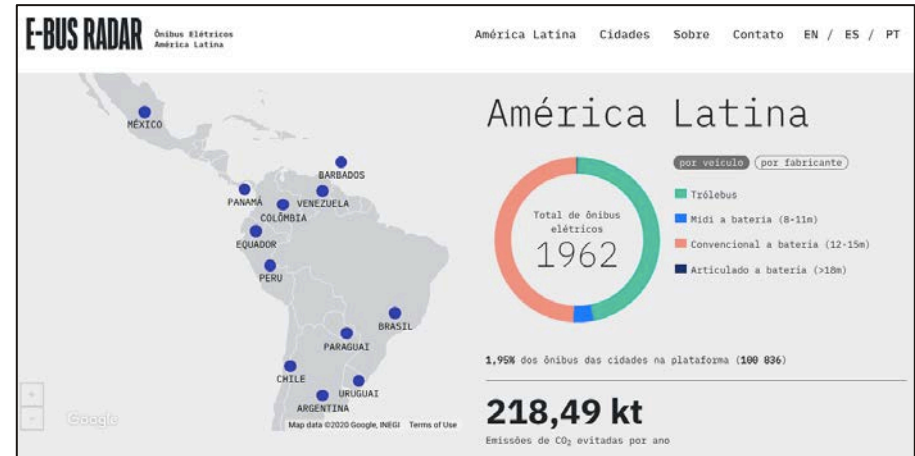 E-BUS RADAR
Ônibus Elétricos
América Latina
América Latina Cidades Sobre Contato EN / ES / PT
MÉXICO
BARBADOS
PANAMÁ
VENEZUELA
COLÔMBIA
EQUADOR
PERU
BRASIL
PARAGUAI
CHILE
URUGUAI
ARGENTINA
+
-
Google
Map data ©2020 Google, INEGI Terms of Use
América Latina
por veículo por fabricante
Total de ônibus
elétricos
1962
Trólebus
Midi a bateria (8-11m)
Convencional a bateria (12-15m)
Articulado a bateria (>18m)
1,95% dos ônibus das cidades na plataforma (100 836)
218,49 kt
Emissões de CO₂ evitadas por ano